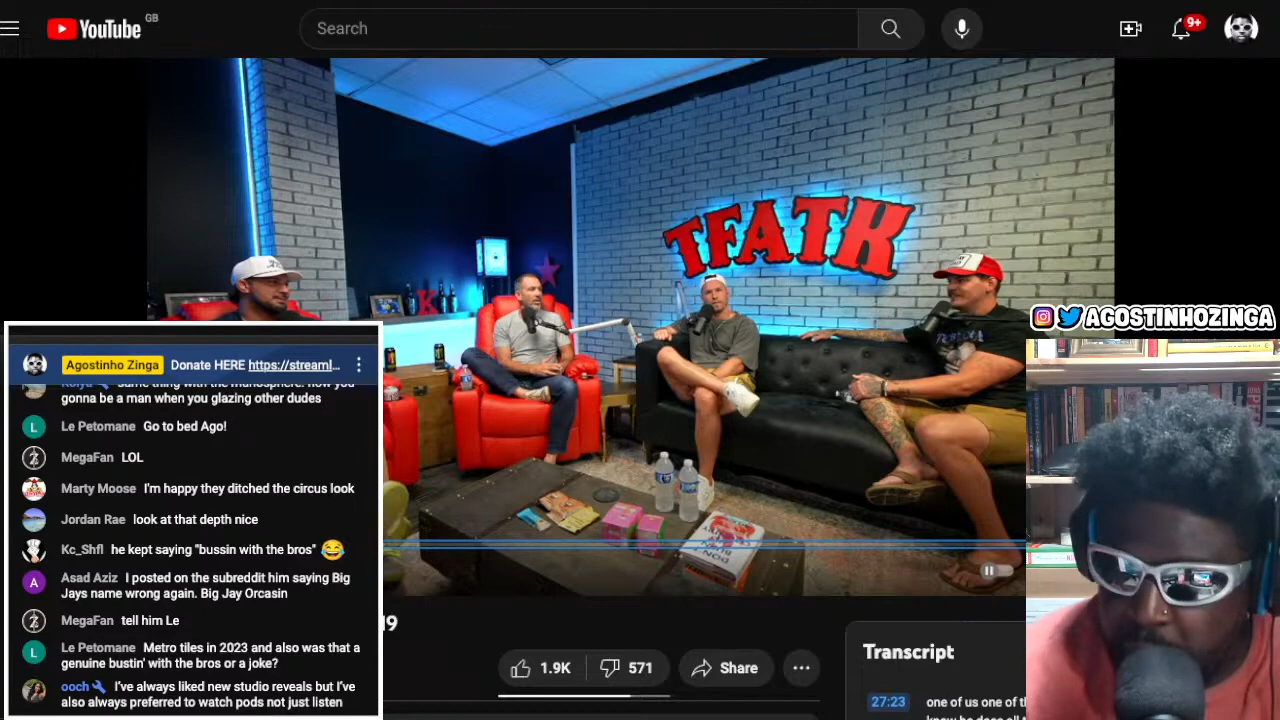 YouTube GB
Search
9+
TFATK
K
AGOSTINHOZINGA
Agostinho Zinga Donate HERE https://streaml...
gonna be a man when you glazing other dudes
L Le Petomane Go to bed Ago!
MegaFan LOL
Marty Moose I'm happy they ditched the circus look
Jordan Rae look at that depth nice
Kc_Shfl he kept saying "bussin with the bros" 😂
A Asad Aziz I posted on the subreddit him saying Big
Jays name wrong again. Big Jay Orcasin
MegaFan tell him Le
L Le Petomane Metro tiles in 2023 and also was that a
genuine bustin' with the bros or a joke?
ooch I've always liked new studio reveals but I've
also always preferred to watch pods not just listen
9
1.9K 571 Share
Transcript
27:23 one of us one of th